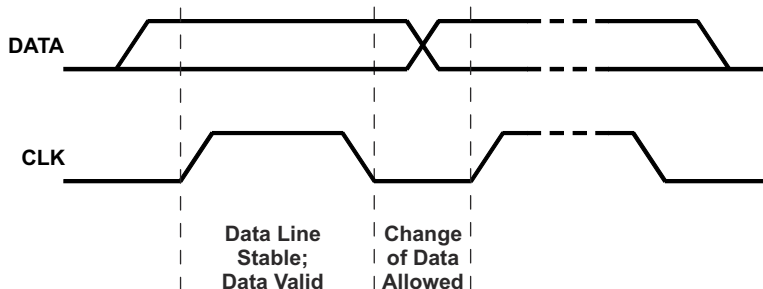 DATA
CLK
Data Line
Stable;
Data Valid
Change
of Data
Allowed